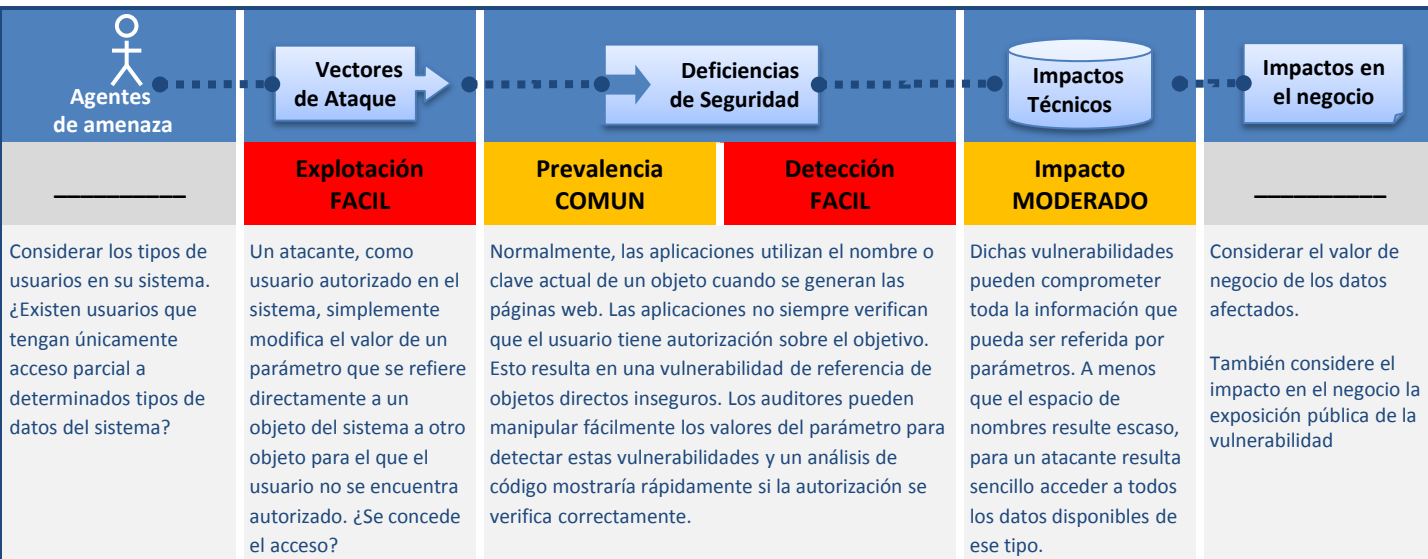 Agentes
de amenaza
Vectores
de Ataque
Deficiencias
de Seguridad
Impactos
Técnicos
Impactos en
el negocio
__________
Explotación
FACIL
Prevalencia
COMUN
Detección
FACIL
Impacto
MODERADO
__________
Considerar los tipos de
usuarios en su sistema.
¿Existen usuarios que
tengan únicamente
acceso parcial a
determinados tipos de
datos del sistema?
Un atacante, como
usuario autorizado en el
sistema, simplemente
modifica el valor de un
parámetro que se refiere
directamente a un
objeto del sistema a otro
objeto para el que el
usuario no se encuentra
autorizado. ¿Se concede
el acceso?
Normalmente, las aplicaciones utilizan el nombre o
clave actual de un objeto cuando se generan las
páginas web. Las aplicaciones no siempre verifican
que el usuario tiene autorización sobre el objetivo.
Esto resulta en una vulnerabilidad de referencia de
objetos directos inseguros. Los auditores pueden
manipular fácilmente los valores del parámetro para
detectar estas vulnerabilidades y un análisis de
código mostraría rápidamente si la autorización se
verifica correctamente.
Dichas vulnerabilidades
pueden comprometer
toda la información que
pueda ser referida por
parámetros. A menos
que el espacio de
nombres resulte escaso,
para un atacante resulta
sencillo acceder a todos
los datos disponibles de
ese tipo.
Considerar el valor de
negocio de los datos
afectados.
También considere el
impacto en el negocio la
exposición pública de la
vulnerabilidad